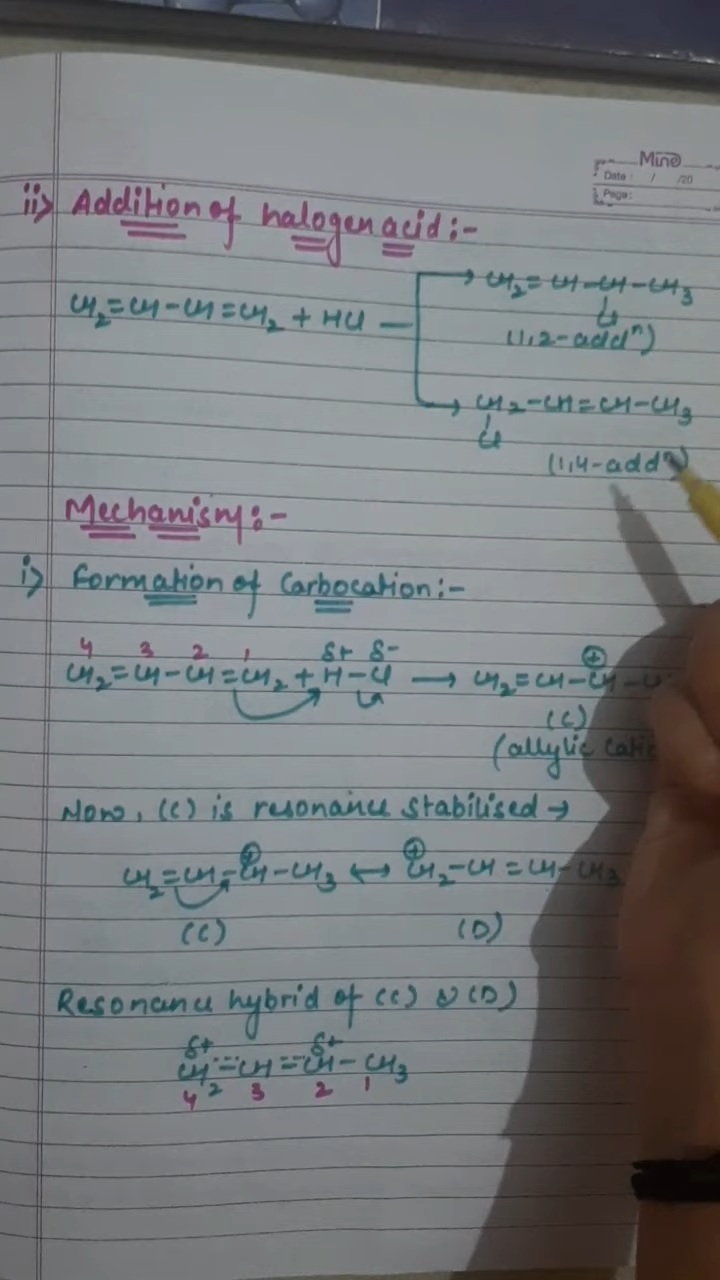 Mino
Date : / /20
Page:
ii> Addition of halogen acid :-
CH2=CH-CH-CH3
CH2=CH-CH=CH2 + HCl
Cl
(1,2-addⁿ)
CH2-CH=CH-CH3
Cl
(1,4-addⁿ)
Mechanism :-
i> Formation of Carbocation :-
4 3 2 1 δ+ δ- ⊕
CH2=CH-CH=CH2 + H-Cl → CH2=CH-CH-
(C)
(allylic
Now, (C) is resonance stabilised →
⊕ ⊕
CH2=CH-CH-CH3 ↔ CH2-CH=CH-CH3
(C) (D)
Resonance hybrid of (C) & (D)
δ+ δ+
CH2=CH=CH-CH3
4 3 2 1